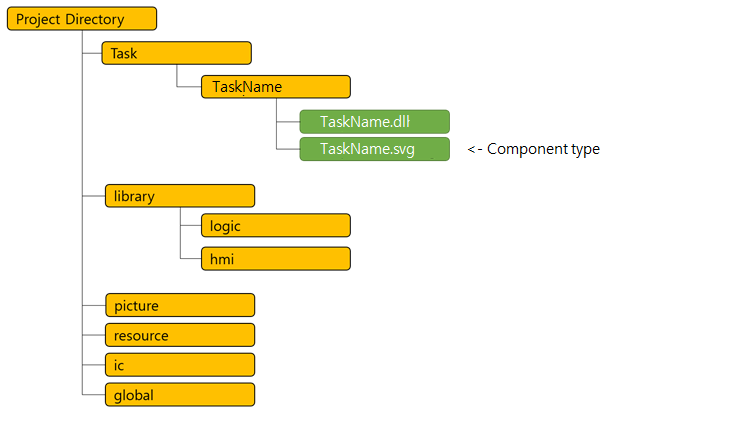 Project Directory
Task
TaskName
TaskName.dll
TaskName.svg <- Component type
library
logic
hmi
picture
resource
ic
global